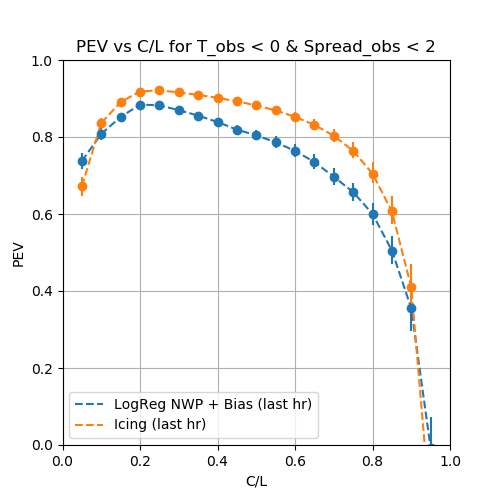 PEV vs C/L for T_obs < 0 & Spread_obs < 2
1.0
0.8
0.6
0.4
0.2
0.0
PEV
LogReg NWP + Bias (last hr)
Icing (last hr)
0.0 0.2 0.4 0.6 0.8 1.0
C/L